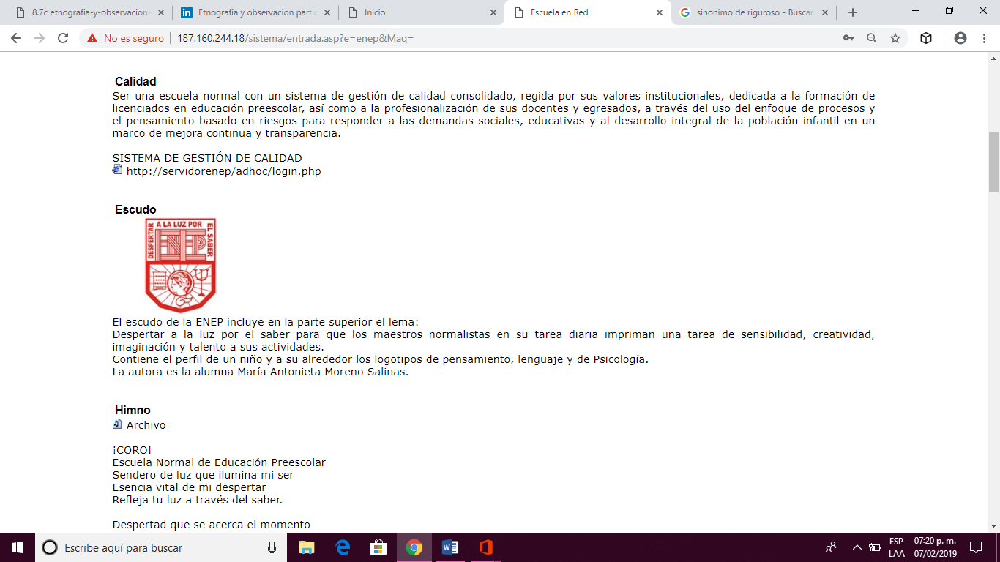 8.7c etnografia-y-observacion-
Etnografia y observacion partic
Inicio
Escuela en Red
sinonimo de riguroso - Buscar
No es seguro
187.160.244.18/sistema/entrada.asp?e=enep&Maq=
Calidad
Ser una escuela normal con un sistema de gestión de calidad consolidado, regida por sus valores institucionales, dedicada a la formación de
licenciados en educación preescolar, así como a la profesionalización de sus docentes y egresados, a través del uso del enfoque de procesos y
el pensamiento basado en riesgos para responder a las demandas sociales, educativas y al desarrollo integral de la población infantil en un
marco de mejora continua y transparencia.
SISTEMA DE GESTIÓN DE CALIDAD
http://servidorenep/adhoc/login.php
Escudo
DESPERTAR A LA LUZ POR EL SABER
ENEP
El escudo de la ENEP incluye en la parte superior el lema:
Despertar a la luz por el saber para que los maestros normalistas en su tarea diaria impriman una tarea de sensibilidad, creatividad,
imaginación y talento a sus actividades.
Contiene el perfil de un niño y a su alrededor los logotipos de pensamiento, lenguaje y de Psicología.
La autora es la alumna María Antonieta Moreno Salinas.
Himno
Archivo
¡CORO!
Escuela Normal de Educación Preescolar
Sendero de luz que ilumina mi ser
Esencia vital de mi despertar
Refleja tu luz a través del saber.
Despertad que se acerca el momento
Escribe aquí para buscar
ESP
LAA
07:20 p. m.
07/02/2019